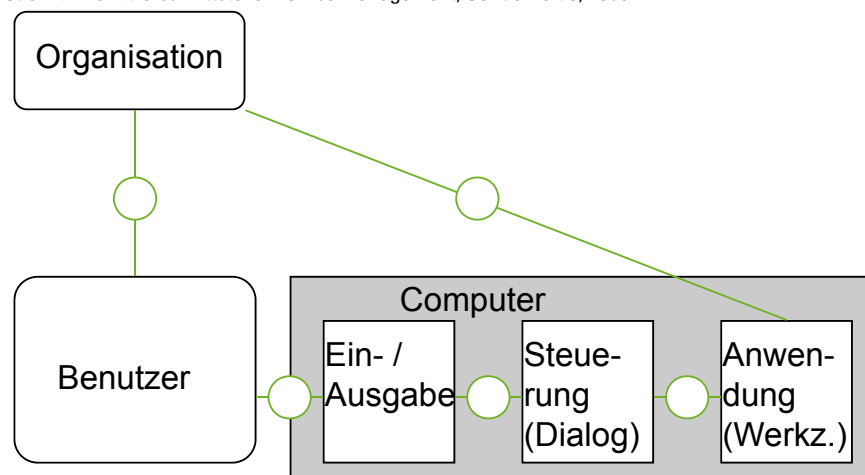 Organisation
Computer
Benutzer
Ein- /
Ausgabe
Steue-
rung
(Dialog)
Anwen-
dung
(Werkz.)